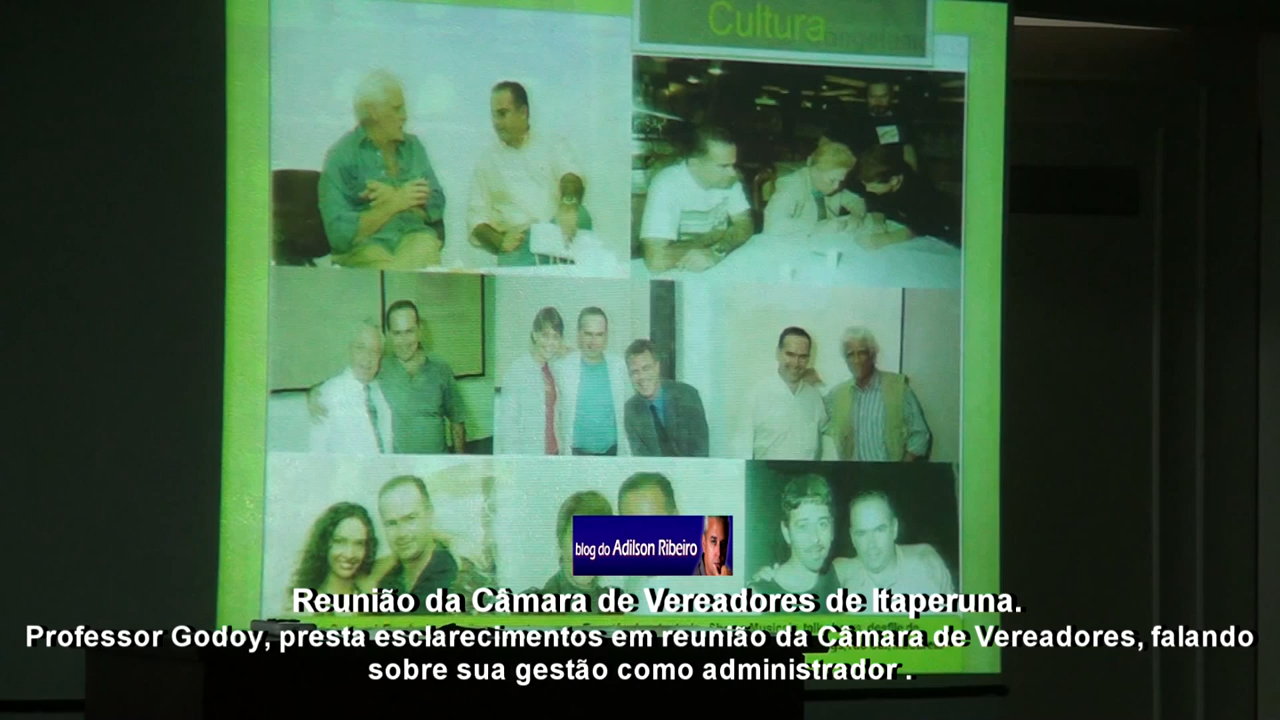 Cultura
blog do Adilson Ribeiro
Reunião da Câmara de Vereadores de Itaperuna.
Professor Godoy, presta esclarecimentos em reunião da Câmara de Vereadores, falando
sobre sua gestão como administrador .